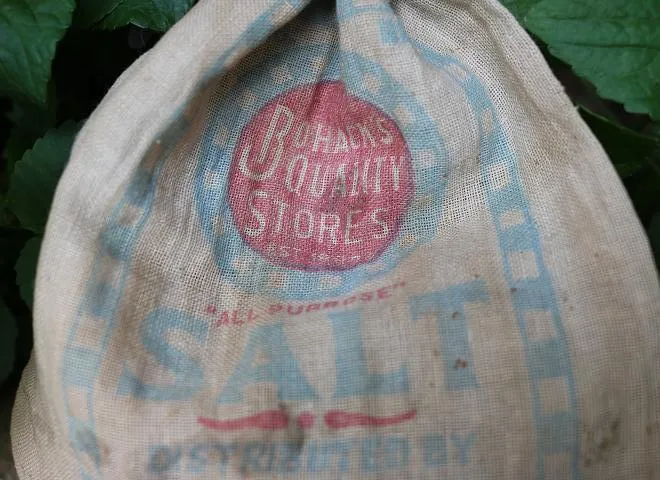 BOHACK'S
QUALITY
STORES
"ALL PURPOSE"
SALT
DISTRIBUTED BY